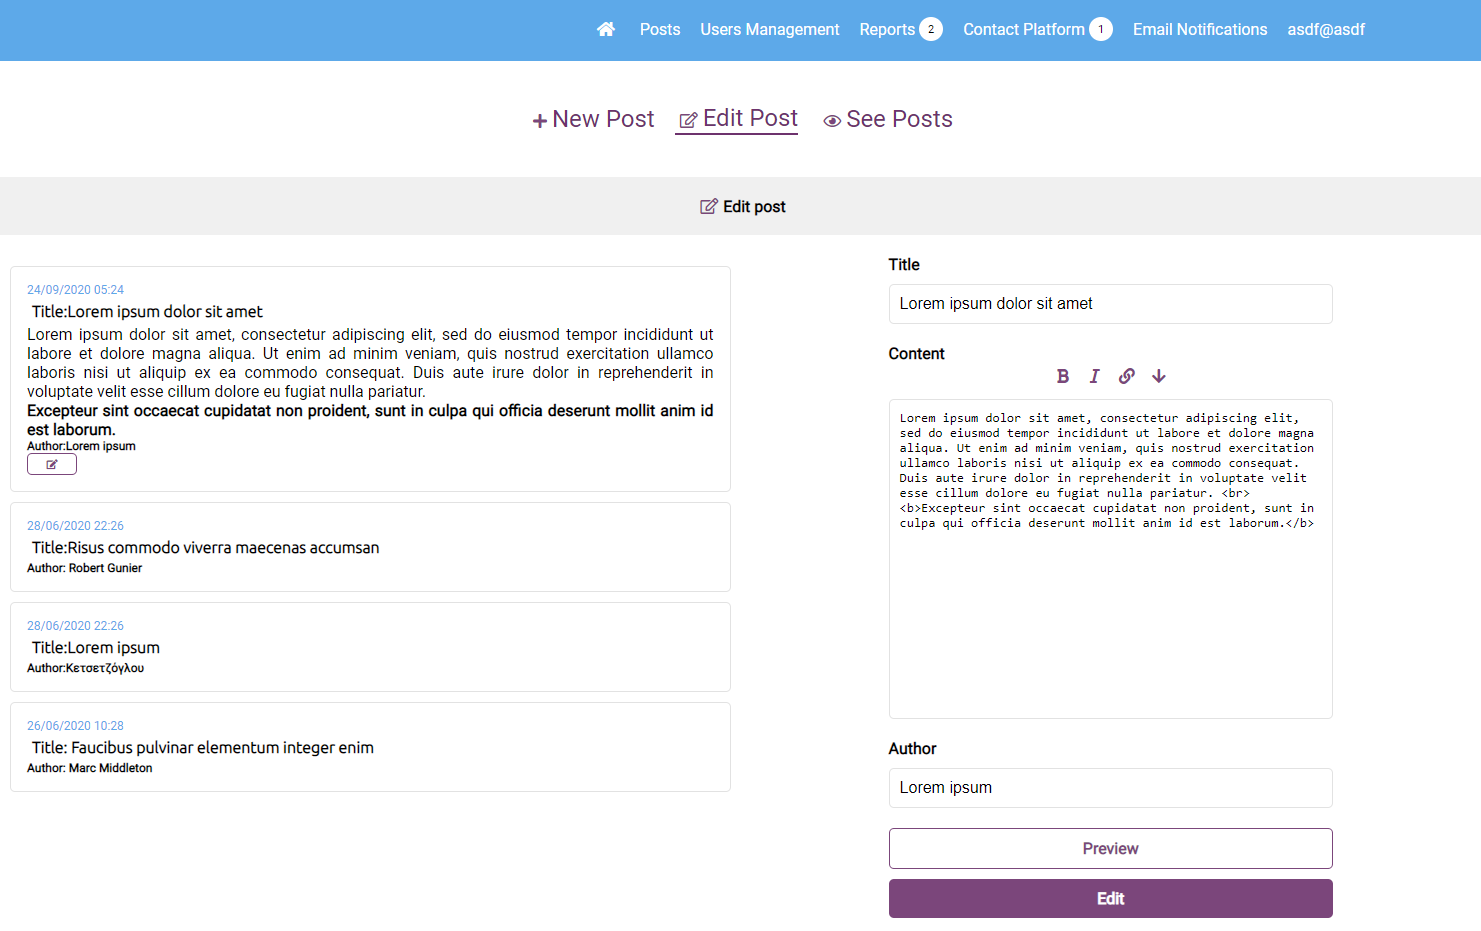 Posts Users Management Reports 2 Contact Platform 1 Email Notifications asdf@asdf
New Post Edit Post See Posts
Edit post
24/09/2020 05:24
Title:Lorem ipsum dolor sit amet
Lorem ipsum dolor sit amet, consectetur adipiscing elit, sed do eiusmod tempor incididunt ut
labore et dolore magna aliqua. Ut enim ad minim veniam, quis nostrud exercitation ullamco
laboris nisi ut aliquip ex ea commodo consequat. Duis aute irure dolor in reprehenderit in
voluptate velit esse cillum dolore eu fugiat nulla pariatur.
Excepteur sint occaecat cupidatat non proident, sunt in culpa qui officia deserunt mollit anim id
est laborum.
Author:Lorem ipsum
28/06/2020 22:26
Title:Risus commodo viverra maecenas accumsan
Author: Robert Gunier
28/06/2020 22:26
Title:Lorem ipsum
Author:Κετσετζόγλου
26/06/2020 10:28
Title: Faucibus pulvinar elementum integer enim
Author: Marc Middleton
Title
Lorem ipsum dolor sit amet
Content
B I
Lorem ipsum dolor sit amet, consectetur adipiscing elit,
sed do eiusmod tempor incididunt ut labore et dolore magna
aliqua. Ut enim ad minim veniam, quis nostrud exercitation
ullamco laboris nisi ut aliquip ex ea commodo consequat.
Duis aute irure dolor in reprehenderit in voluptate velit
esse cillum dolore eu fugiat nulla pariatur. <br>
<b>Excepteur sint occaecat cupidatat non proident, sunt in
culpa qui officia deserunt mollit anim id est laborum.</b>
Author
Lorem ipsum
Preview
Edit